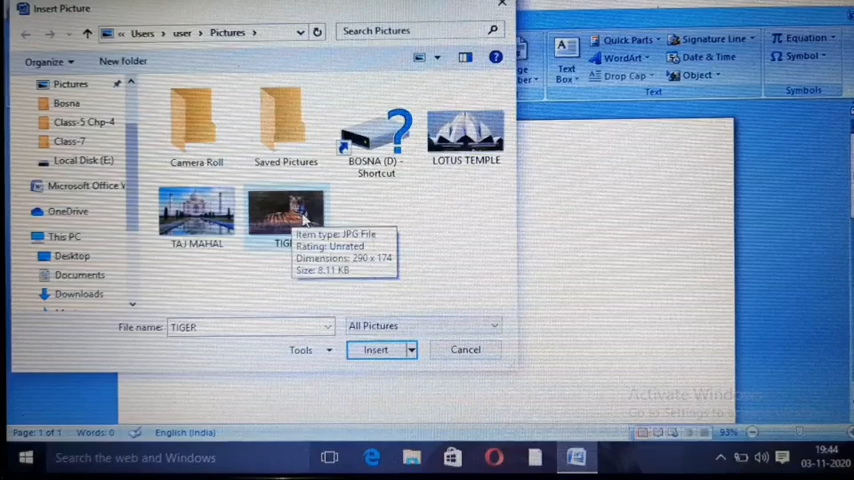 Insert Picture
Users
user
Pictures
Search Pictures
Organize
New folder
Pictures
Bosna
Class-5 Chp-4
Class-7
Local Disk (E:)
Microsoft Office W
OneDrive
This PC
Desktop
Documents
Downloads
Camera Roll
Saved Pictures
BOSNA (D) -
Shortcut
LOTUS TEMPLE
TAJ MAHAL
Item type: JPG File
Rating: Unrated
Dimensions: 290 x 174
Size: 8.11 KB
File name: TIGER
All Pictures
Tools
Insert
Cancel
Text
Box
Quick Parts
WordArt
Drop Cap
Signature Line
Date & Time
Object
Text
Equation
Symbol
Symbols
Activate Windows
Go to Settings to
Page: 1 of 1
Words: 0
English (India)
93%
Search the web and Windows
19:44
03-11-2020